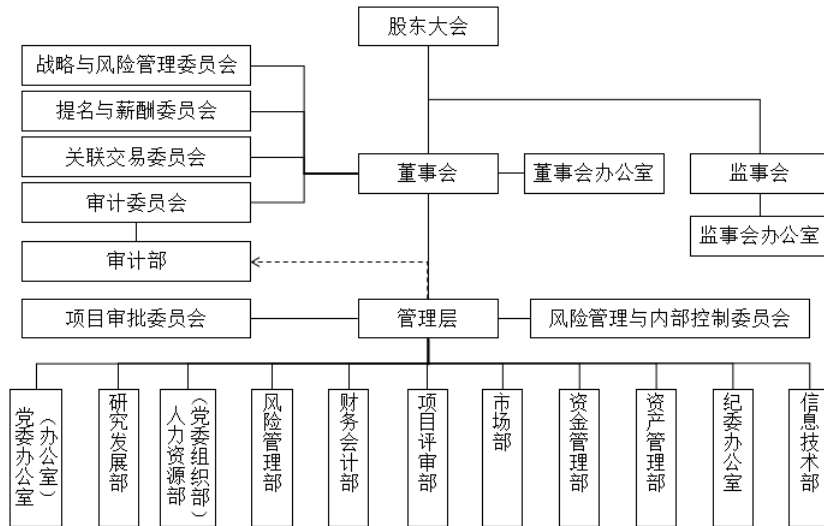 股东大会
战略与风险管理委员会
提名与薪酬委员会
关联交易委员会
董事会
董事会办公室
监事会
审计委员会
监事会办公室
审计部
项目审批委员会
管理层
风险管理与内部控制委员会
党委办公室
（办公室）
研究发展部
人力资源部
（党委组织部）
风险管理部
财务会计部
项目评审部
市场部
资金管理部
资产管理部
纪委办公室
信息技术部